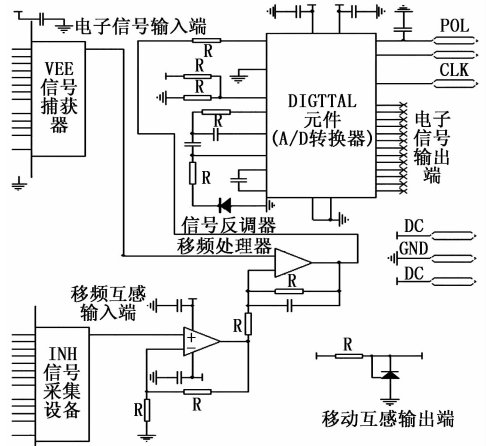 电子信号输入端
VEE
信号
捕获
器
R
R
R
R
R
DIGTTAL
元件
(A/D转换器)
POL
CLK
电子
信号
输出
端
信号反调器
移频处理器
DC
GND
DC
移频互感
输入端
R
R
+
−
INH
信号
采集
设备
R
R
R
移动互感输出端